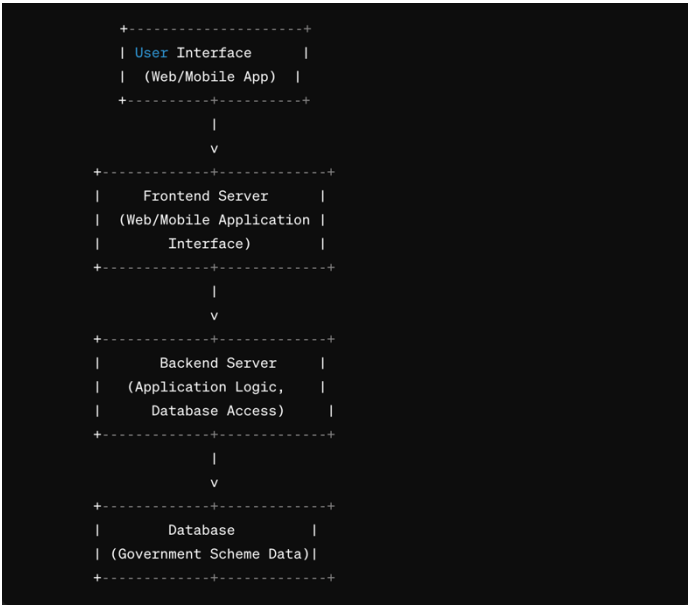 +---------------------+
| User Interface      |
|  (Web/Mobile App)  |
+----------+----------+
|
v
+-------------+-------------+
|     Frontend Server      |
|  (Web/Mobile Application |
|        Interface)        |
+-------------+-------------+
|
v
+-------------+-------------+
|       Backend Server     |
|   (Application Logic,    |
|      Database Access)     |
+-------------+-------------+
|
v
+-------------+-------------+
|        Database         |
| (Government Scheme Data)|
+-------------+-------------+